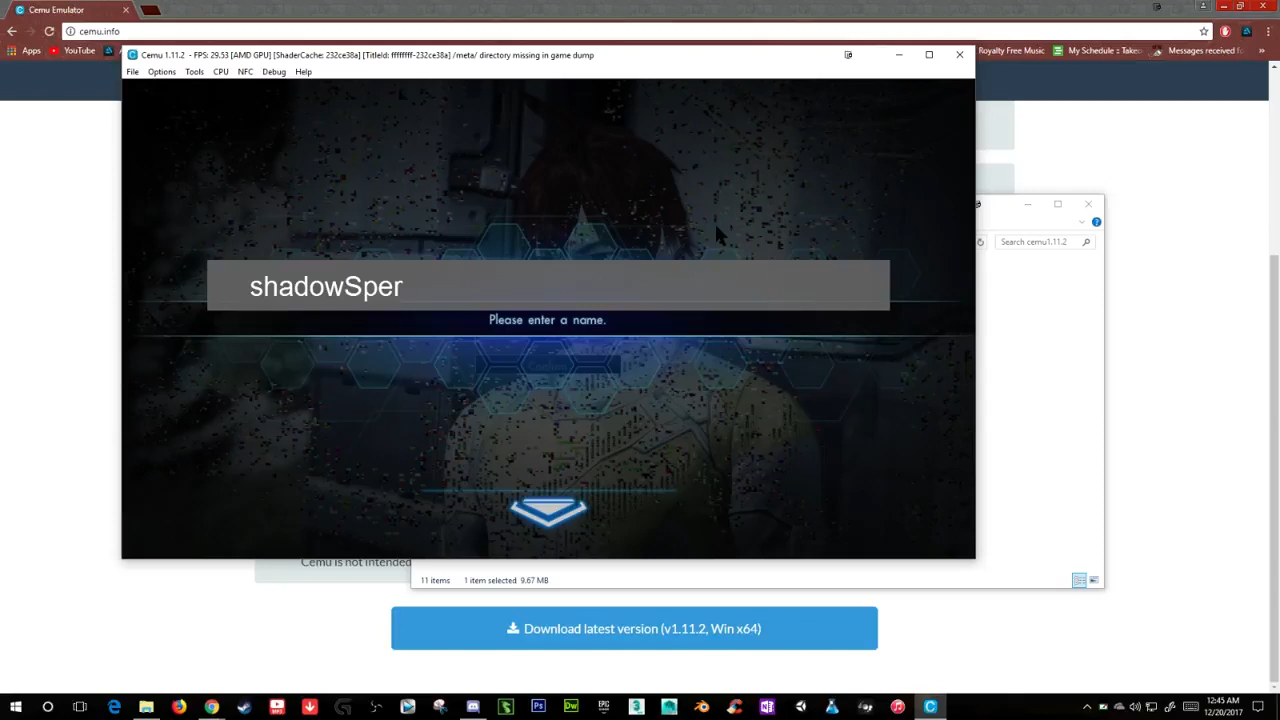 Cemu Emulator
cemu.info
Apps
YouTube
Royalty Free Music
My Schedule :: Takeo
Messages received f
Cemu 1.11.2 - FPS: 29.53 [AMD GPU] [ShaderCache: 232ce38a] [TitleId: ffffffff-232ce38a] /meta/ directory missing in game dump
File Options Tools CPU NFC Debug Help
Search cemu1.11.2
shadowSper
Please enter a name.
Cemu is not intended
11 items 1 item selected 9.67 MB
Download latest version (v1.11.2, Win x64)
12:45 AM
12/20/2017